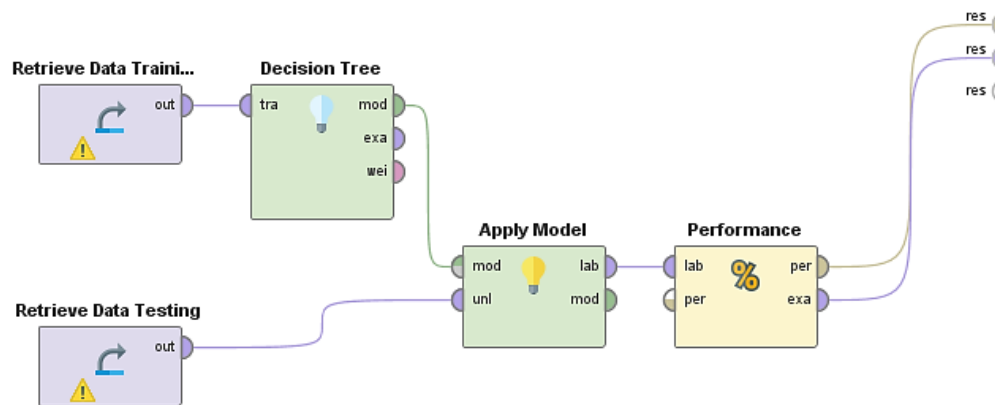 res
res
res
Retrieve Data Traini...
out
Decision Tree
tra
mod
exa
wei
Apply Model
mod
unl
lab
mod
Performance
%
lab
per
per
exa
Retrieve Data Testing
out